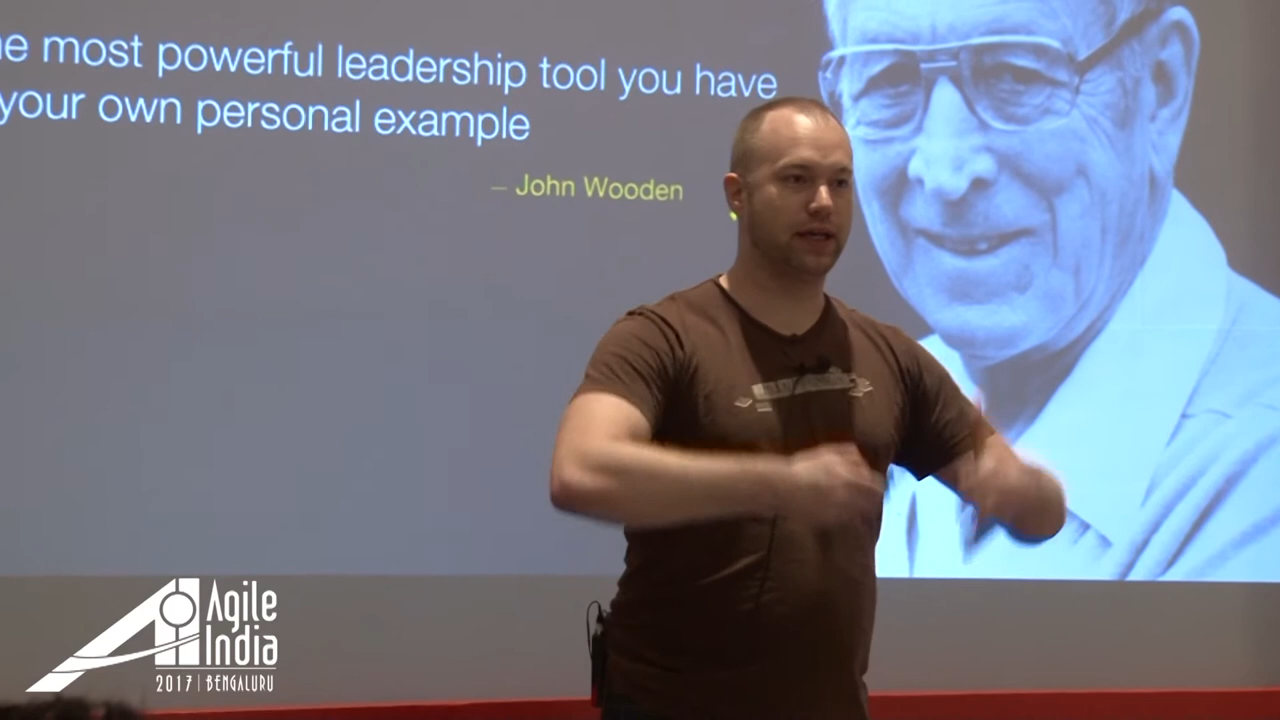 e most powerful leadership tool you have
your own personal example
– John Wooden
Agile
India
2017 | BENGALURU